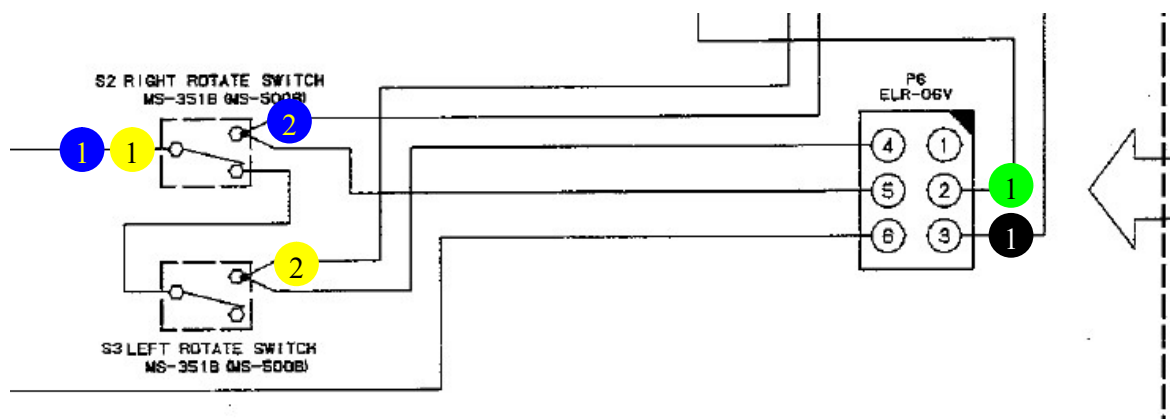 S2 RIGHT ROTATE SWITCH
MS-351B (MS-500B)
1 1 2
P6
ELR-06V
4 1
5 2 1
6 3 1
2
S3 LEFT ROTATE SWITCH
MS-351B (MS-500B)